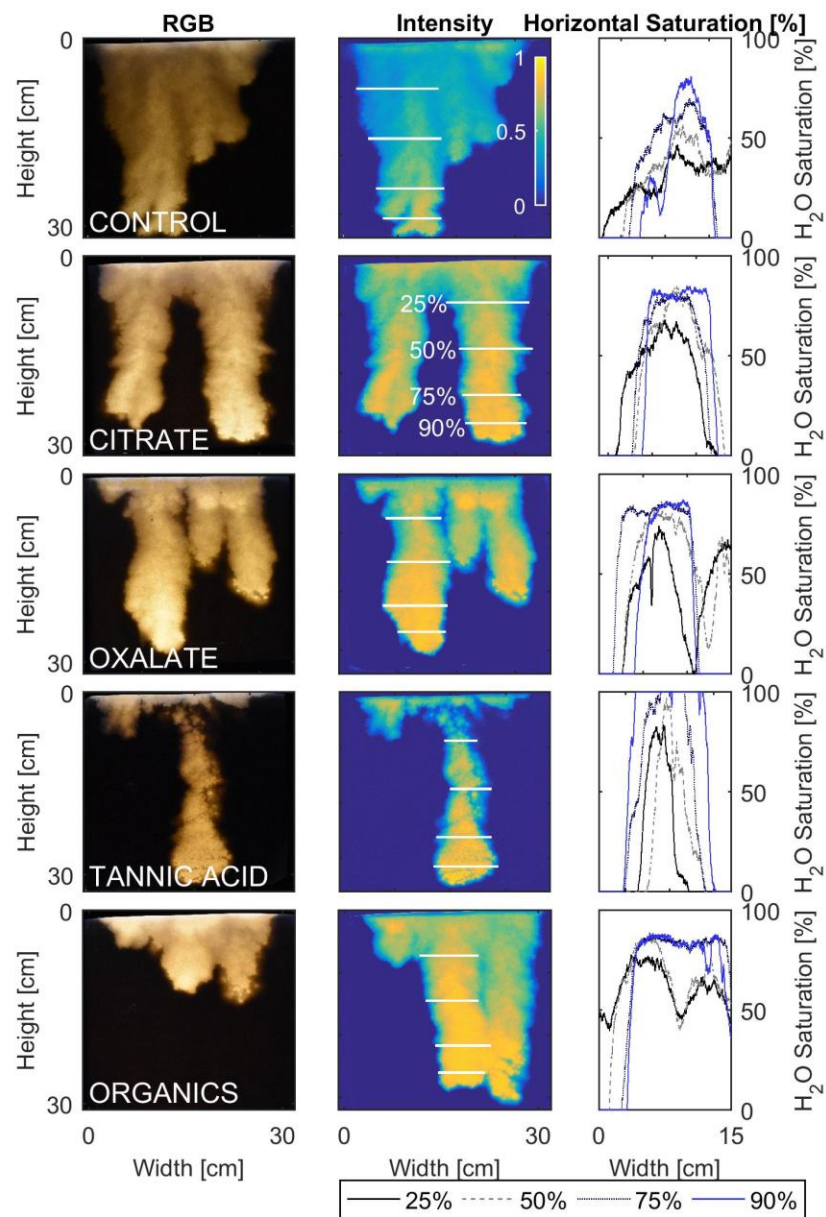 RGB
Intensity
Horizontal Saturation [%]
0
Height [cm]
30
CONTROL
1
0.5
0
100
50
0
H2O Saturation [%]
0
Height [cm]
30
CITRATE
25%
50%
75%
90%
100
50
0
H2O Saturation [%]
0
Height [cm]
30
OXALATE
100
50
0
H2O Saturation [%]
0
Height [cm]
30
TANNIC ACID
100
50
0
H2O Saturation [%]
0
Height [cm]
30
ORGANICS
100
50
0
H2O Saturation [%]
0 30
Width [cm]
0 30
Width [cm]
0 15
Width [cm]
25% 50% 75% 90%